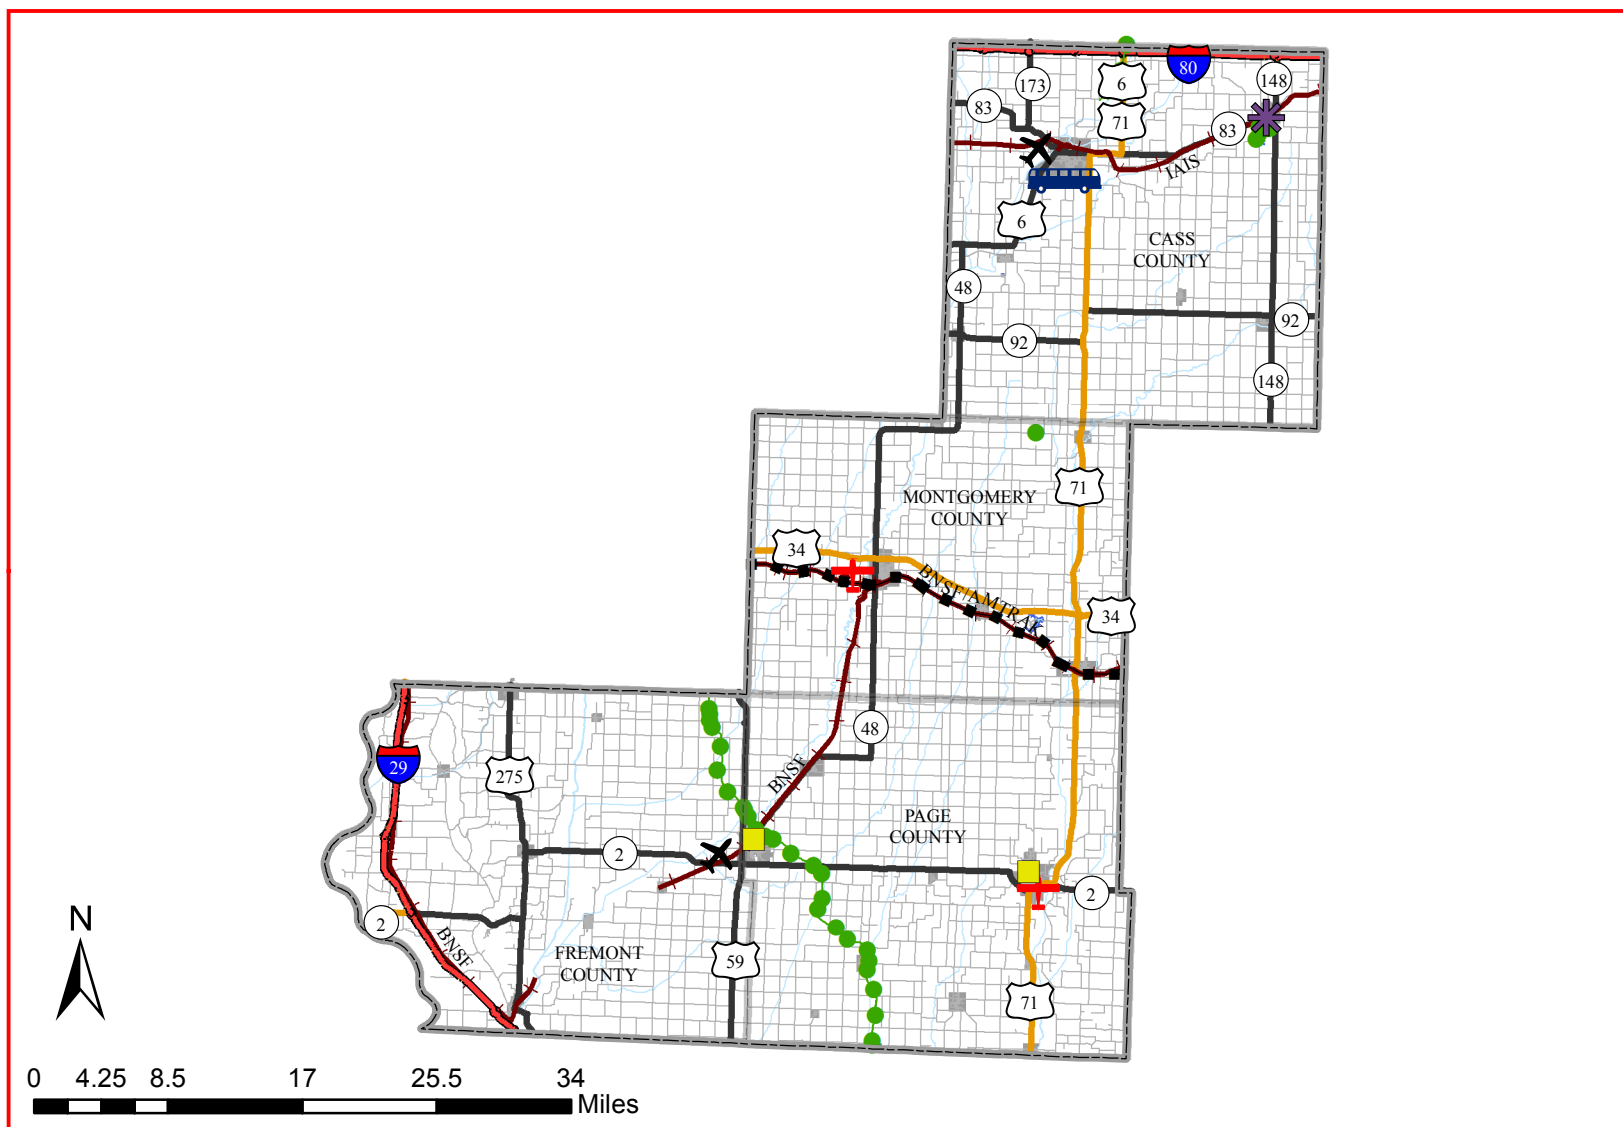 80
173
6
148
83
71
83
IAIS
6
CASS
COUNTY
48
92
92
148
71
MONTGOMERY
COUNTY
34
BNSF/AMTRAK
34
48
29
275
BNSF
PAGE
COUNTY
2
2
2
BNSF
FREMONT
COUNTY
59
71
N
0 4.25 8.5 17 25.5 34
Miles